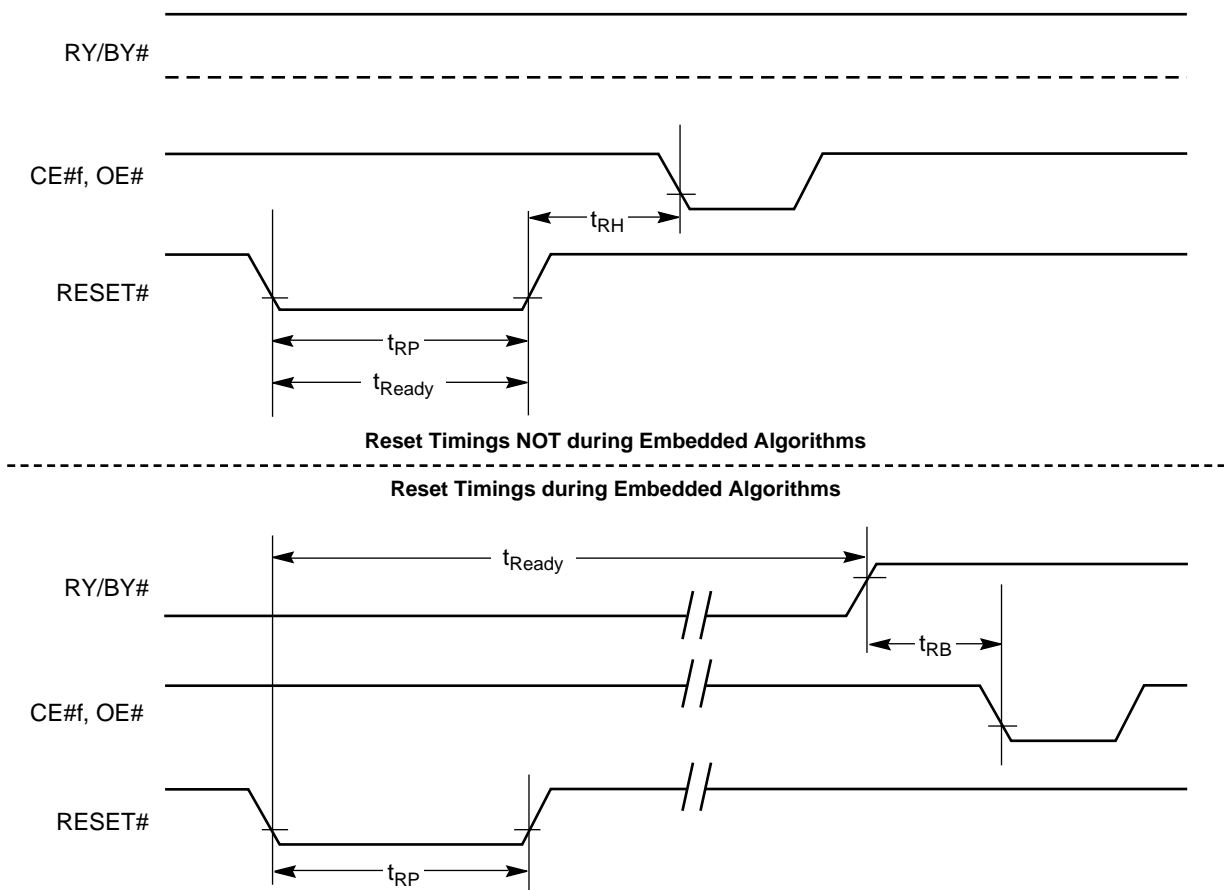 RY/BY#
CE#f, OE#
tRH
RESET#
tRP
tReady
Reset Timings NOT during Embedded Algorithms
Reset Timings during Embedded Algorithms
tReady
RY/BY#
tRB
CE#f, OE#
RESET#
tRP